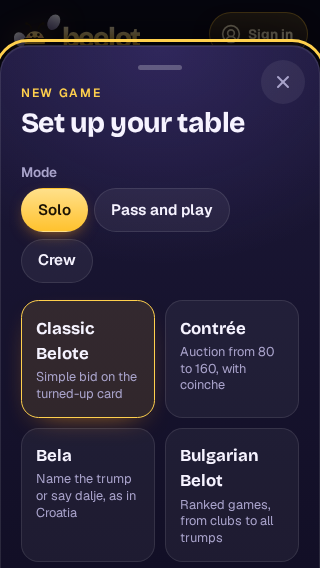 beelot
Sign in
NEW GAME
Set up your table
Mode
Solo
Pass and play
Crew
Classic
Belote
Simple bid on the
turned-up card
Contrée
Auction from 80
to 160, with
coinche
Bela
Name the trump
or say dalje, as in
Croatia
Bulgarian
Belot
Ranked games,
from clubs to all
trumps